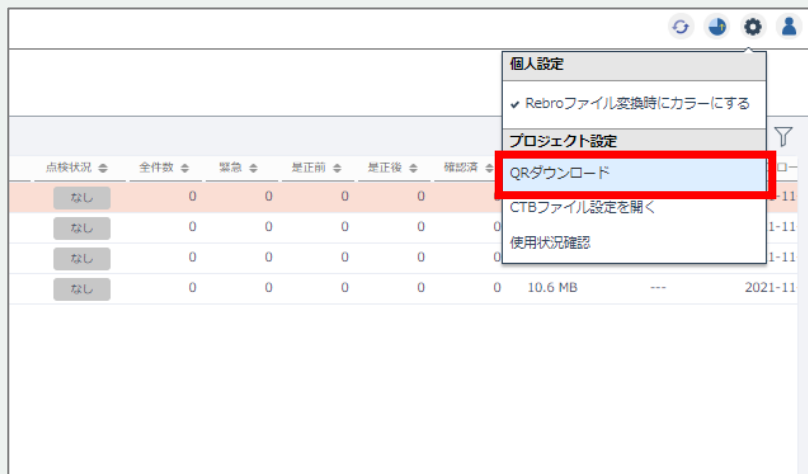 個人設定
✔ Rebroファイル変換時にカラーにする
プロジェクト設定
QRダウンロード
CTBファイル設定を開く
使用状況確認
点検状況 全件数 緊急 是正前 是正後 確認済
なし 0 0 0 0 -11
なし 0 0 0 0 0 1-11
なし 0 0 0 0 0 1-11
なし 0 0 0 0 0 10.6 MB --- 2021-11